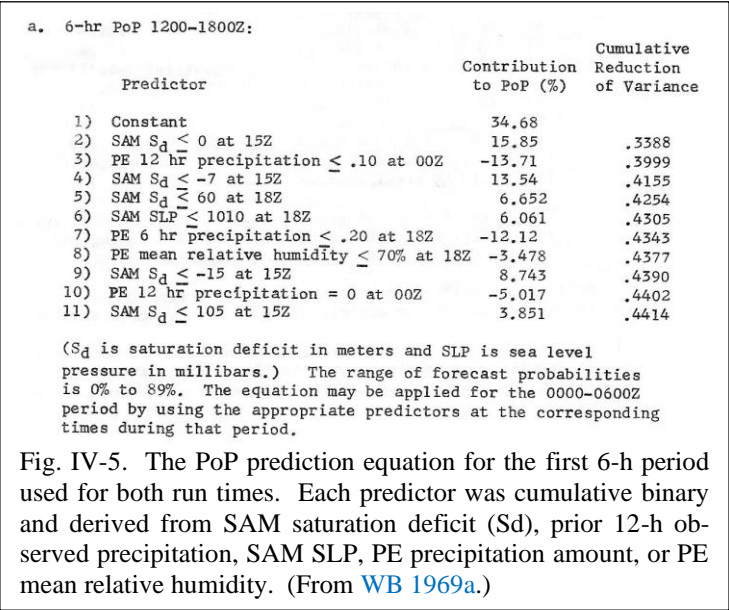 a. 6-hr PoP 1200-1800Z:
Cumulative
Contribution Reduction
Predictor to PoP (%) of Variance
1) Constant 34.68
2) SAM Sd ≤ 0 at 15Z 15.85 .3388
3) PE 12 hr precipitation ≤ .10 at 00Z -13.71 .3999
4) SAM Sd ≤ -7 at 15Z 13.54 .4155
5) SAM Sd ≤ 60 at 18Z 6.652 .4254
6) SAM SLP ≤ 1010 at 18Z 6.061 .4305
7) PE 6 hr precipitation ≤ .20 at 18Z -12.12 .4343
8) PE mean relative humidity ≤ 70% at 18Z -3.478 .4377
9) SAM Sd ≤ -15 at 15Z 8.743 .4390
10) PE 12 hr precipitation = 0 at 00Z -5.017 .4402
11) SAM Sd ≤ 105 at 15Z 3.851 .4414
(Sd is saturation deficit in meters and SLP is sea level
pressure in millibars.) The range of forecast probabilities
is 0% to 89%. The equation may be applied for the 0000-0600Z
period by using the appropriate predictors at the corresponding
times during that period.
Fig. IV-5. The PoP prediction equation for the first 6-h period
used for both run times. Each predictor was cumulative binary
and derived from SAM saturation deficit (Sd), prior 12-h ob-
served precipitation, SAM SLP, PE precipitation amount, or PE
mean relative humidity. (From WB 1969a.)